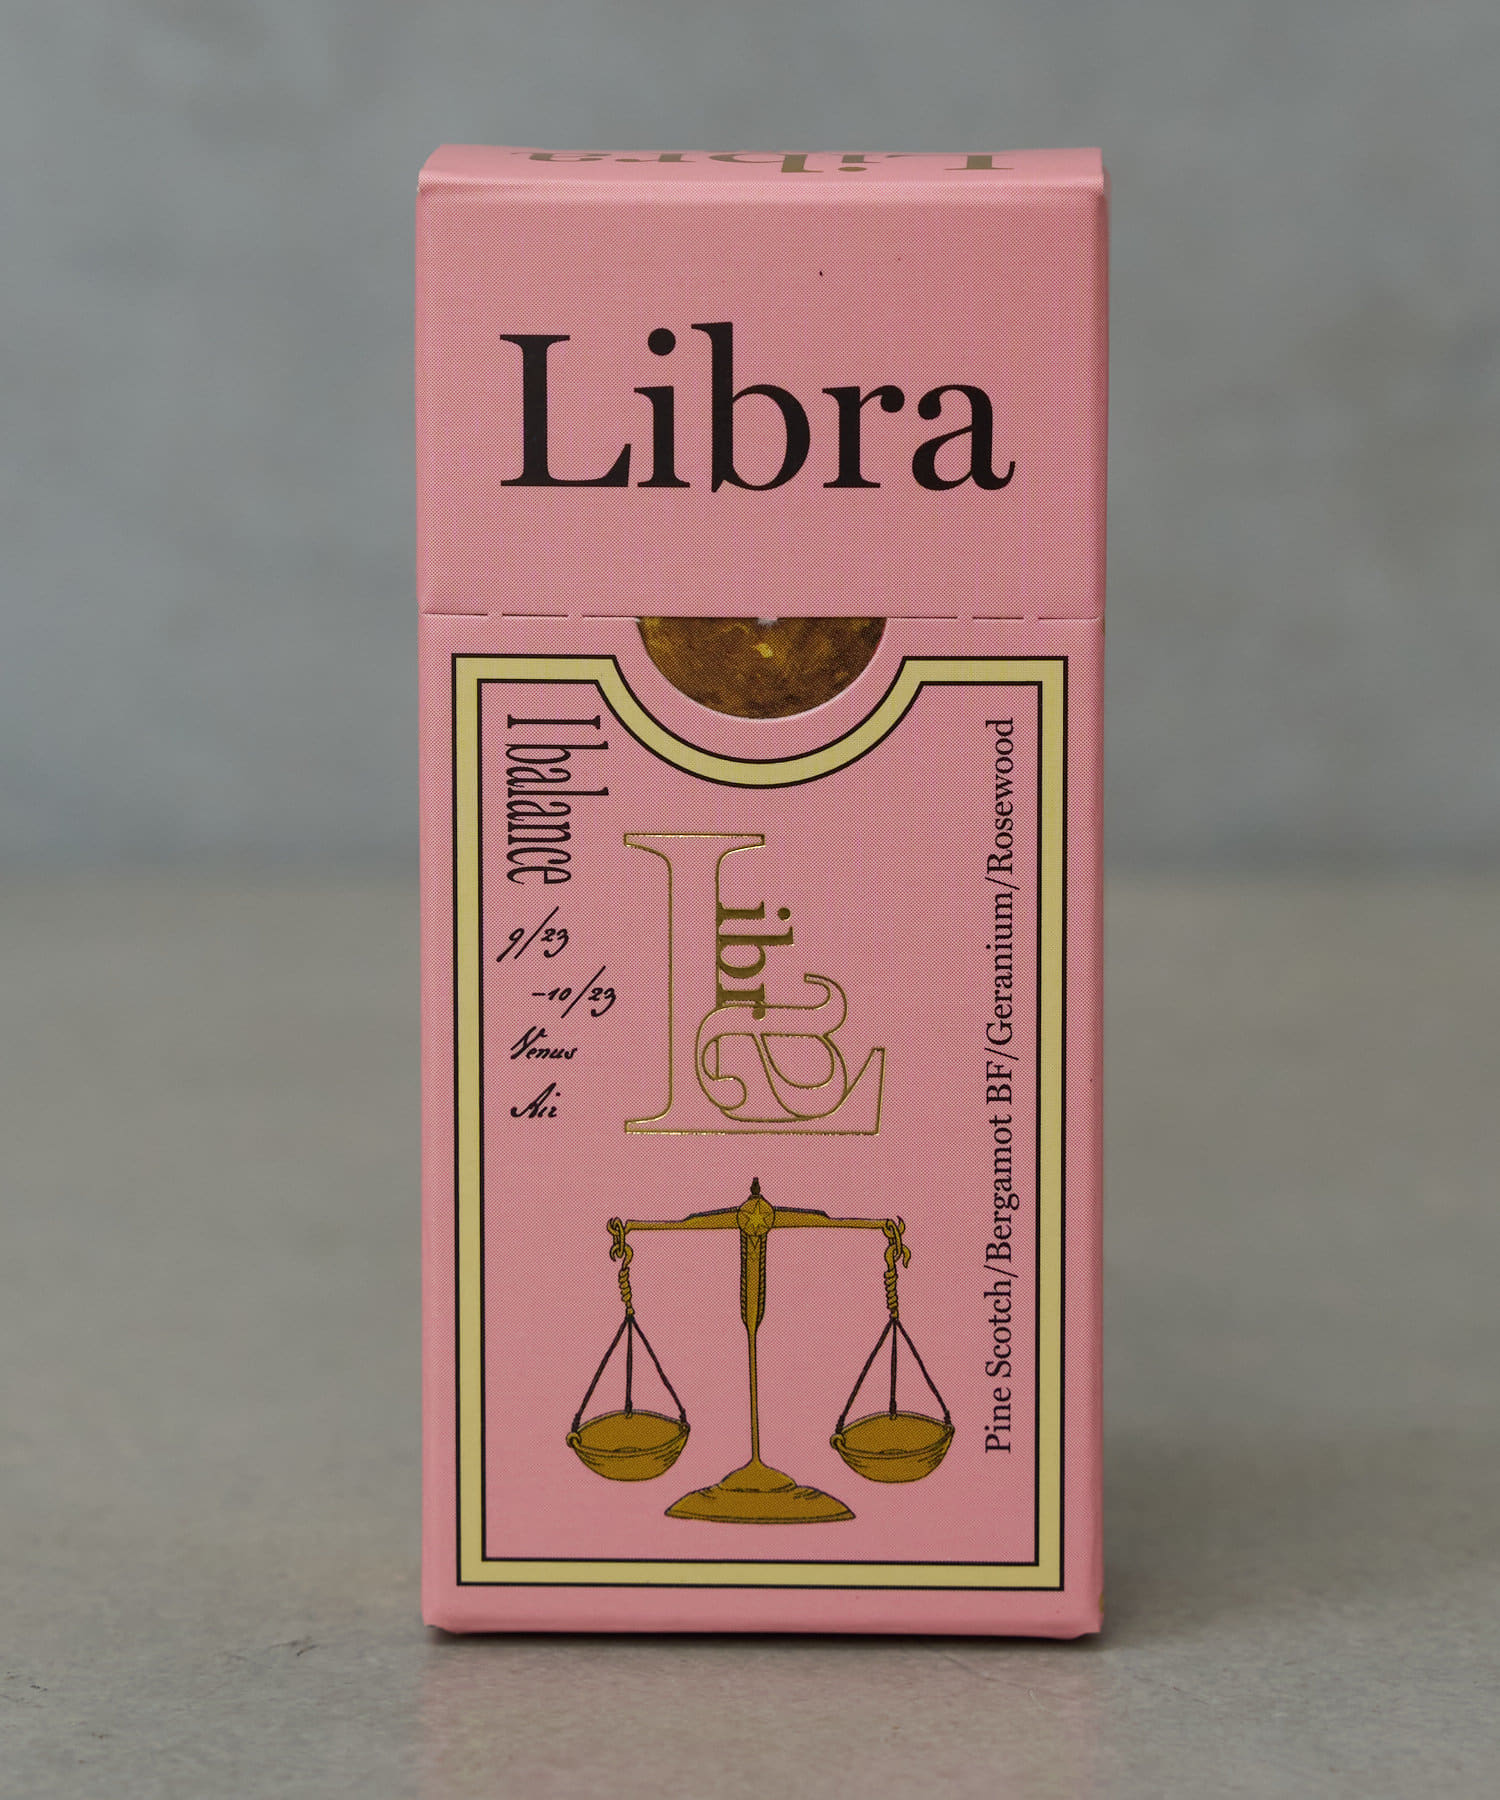 Libra
Libra
I balance
9/23
-10/23
Venus
Air
Libra
Pine Scotch/Bergamot BF/Geranium/Rosewood